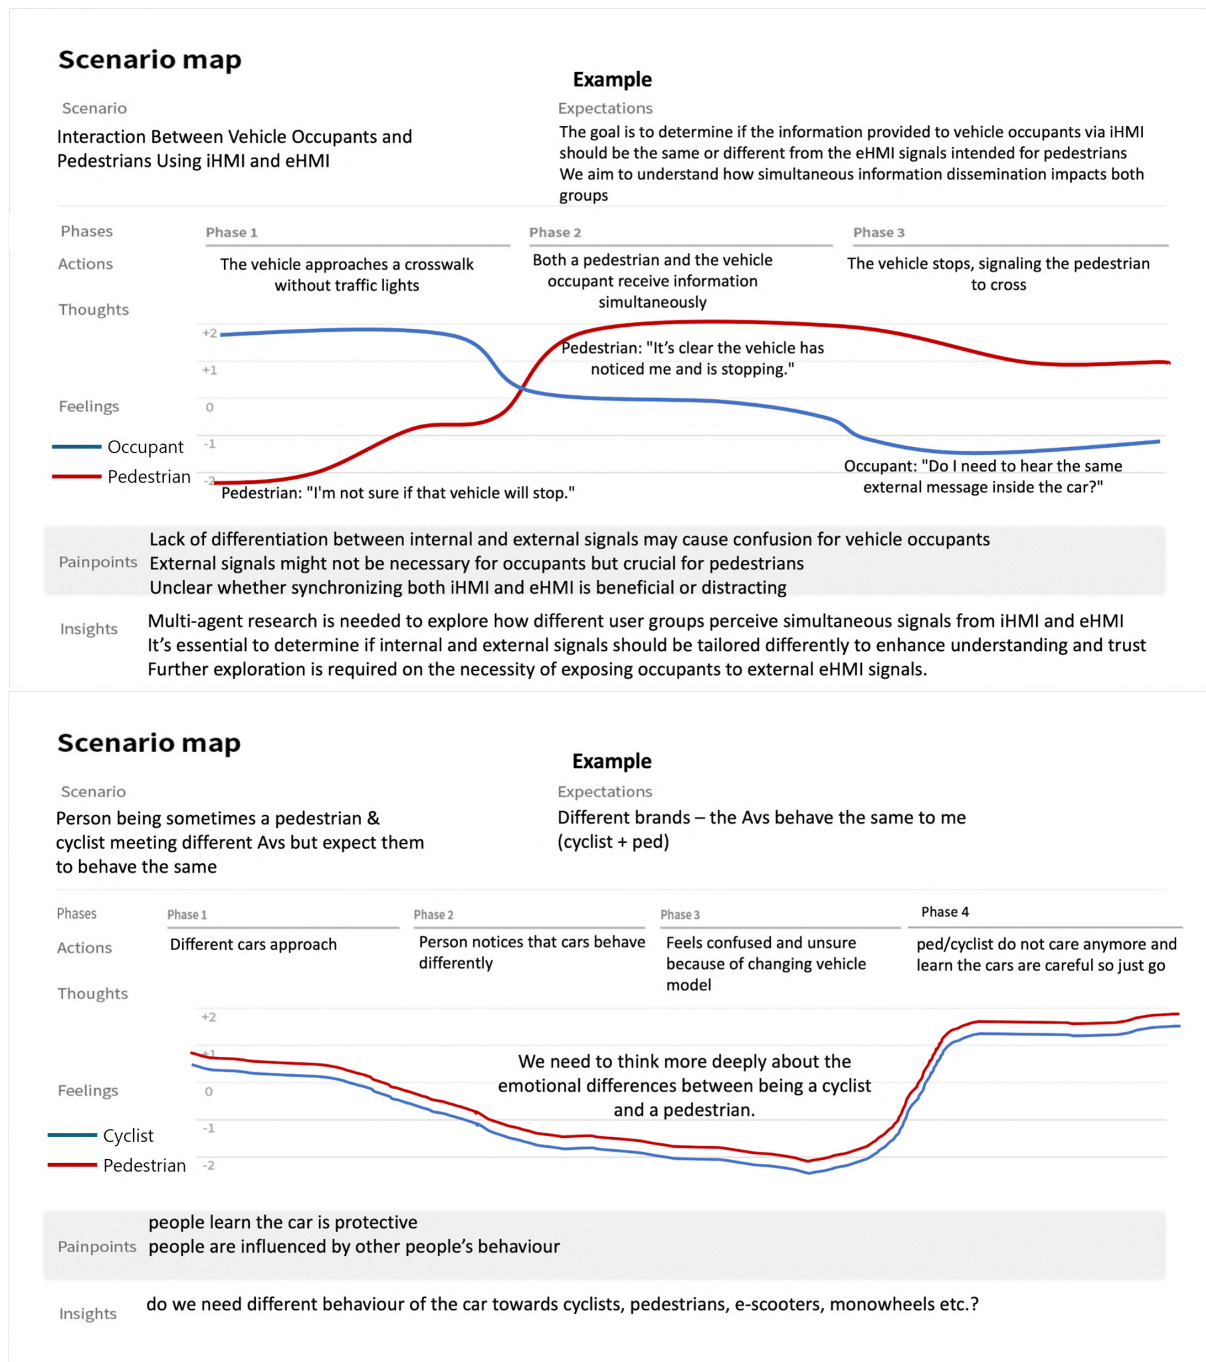 Scenario map
Example
Scenario
Expectations
Interaction Between Vehicle Occupants and
Pedestrians Using iHMI and eHMI
The goal is to determine if the information provided to vehicle occupants via iHMI
should be the same or different from the eHMI signals intended for pedestrians
We aim to understand how simultaneous information dissemination impacts both
groups
Phases
Phase 1
Phase 2
Phase 3
Actions
The vehicle approaches a crosswalk
without traffic lights
Both a pedestrian and the vehicle
occupant receive information
simultaneously
The vehicle stops, signaling the pedestrian
to cross
Thoughts
+2
+1
0
-1
-2
Pedestrian: "It's clear the vehicle has
noticed me and is stopping."
Feelings
Occupant
Pedestrian
Pedestrian: "I'm not sure if that vehicle will stop."
Occupant: "Do I need to hear the same
external message inside the car?"
Painpoints
Lack of differentiation between internal and external signals may cause confusion for vehicle occupants
External signals might not be necessary for occupants but crucial for pedestrians
Unclear whether synchronizing both iHMI and eHMI is beneficial or distracting
Insights
Multi-agent research is needed to explore how different user groups perceive simultaneous signals from iHMI and eHMI
It's essential to determine if internal and external signals should be tailored differently to enhance understanding and trust
Further exploration is required on the necessity of exposing occupants to external eHMI signals.
Scenario map
Example
Scenario
Expectations
Person being sometimes a pedestrian &
cyclist meeting different Avs but expect them
to behave the same
Different brands – the Avs behave the same to me
(cyclist + ped)
Phases
Phase 1
Phase 2
Phase 3
Phase 4
Actions
Different cars approach
Person notices that cars behave
differently
Feels confused and unsure
because of changing vehicle
model
ped/cyclist do not care anymore and
learn the cars are careful so just go
Thoughts
+2
+1
0
-1
-2
We need to think more deeply about the
emotional differences between being a cyclist
and a pedestrian.
Feelings
Cyclist
Pedestrian
Painpoints
people learn the car is protective
people are influenced by other people's behaviour
Insights
do we need different behaviour of the car towards cyclists, pedestrians, e-scooters, monowheels etc.?